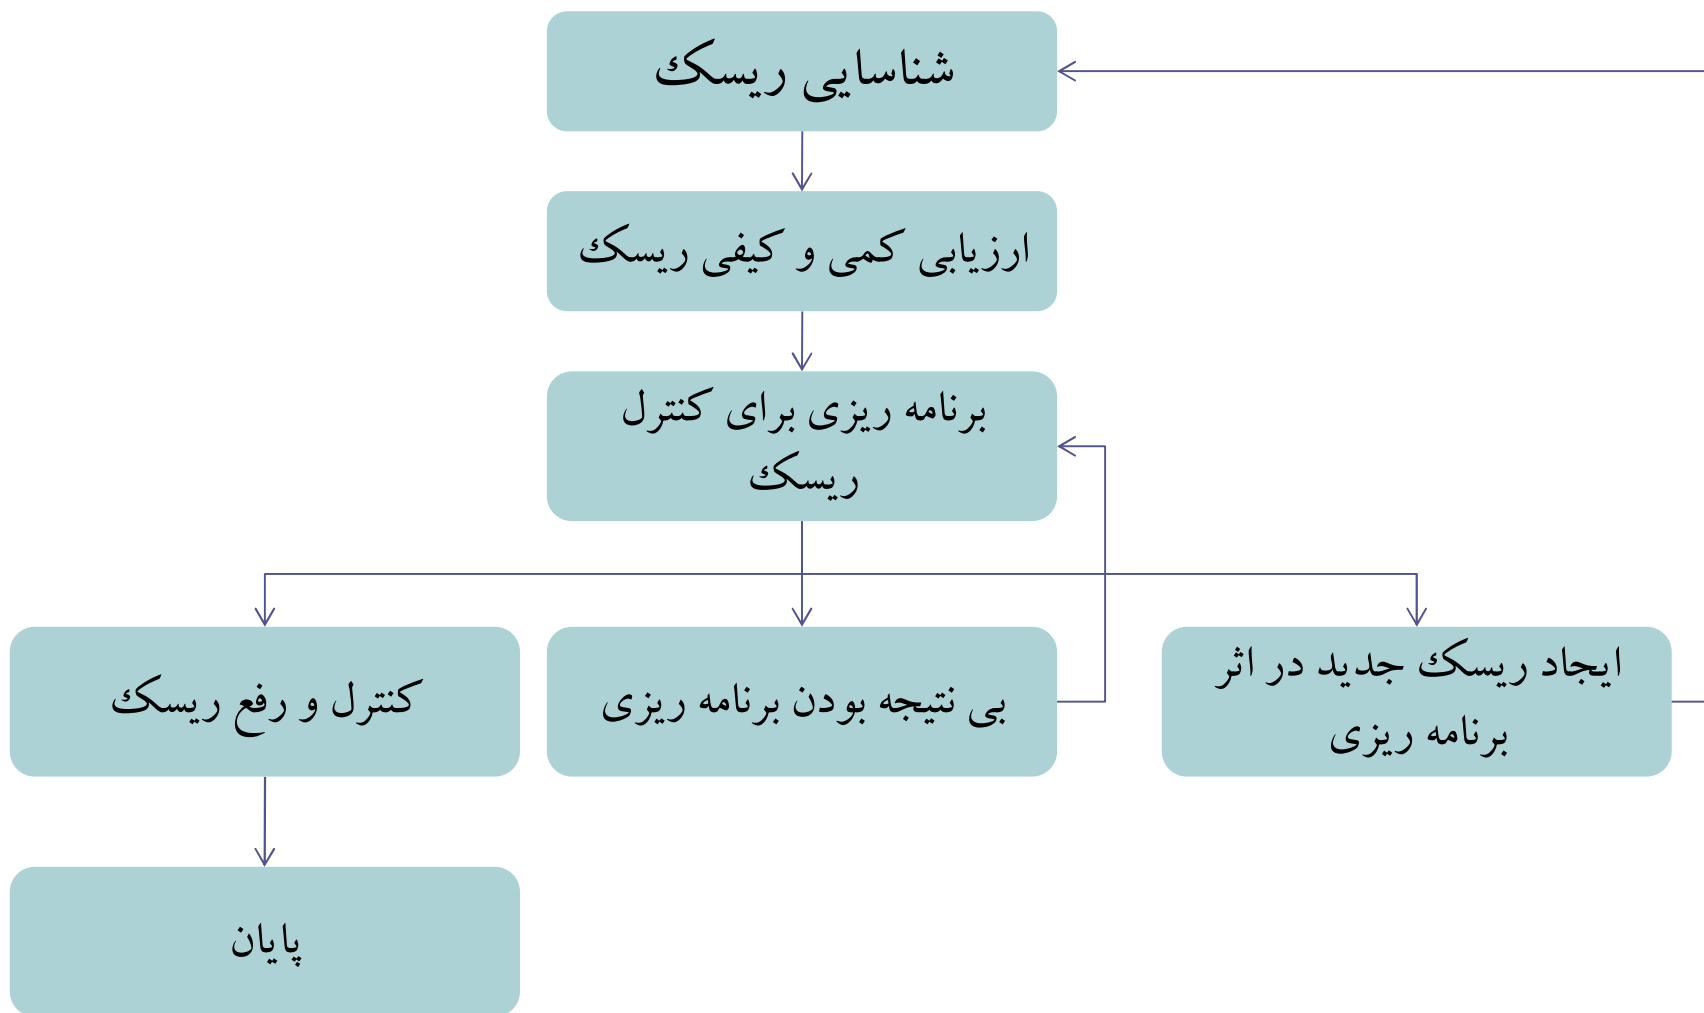 شناسایی ریسک
ارزیابی کمی و کیفی ریسک
برنامه ریزی برای کنترل
ریسک
ایجاد ریسک جدید در اثر
برنامه ریزی
بی نتیجه بودن برنامه ریزی
کنترل و رفع ریسک
پایان